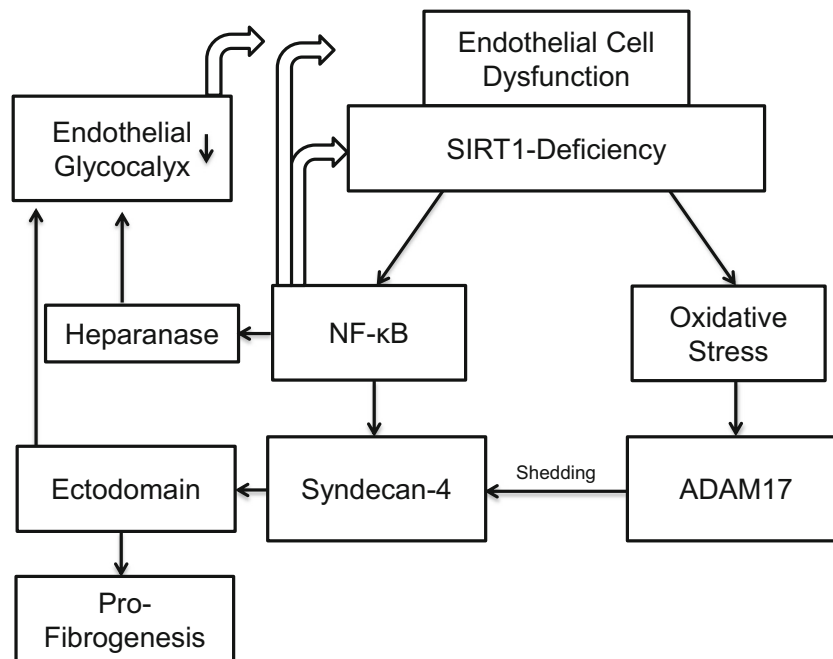 Endothelial Cell
Dysfunction
Endothelial
Glycocalyx
SIRT1-Deficiency
Heparanase
NF-κB
Oxidative
Stress
Ectodomain
Syndecan-4
Shedding
ADAM17
Pro-
Fibrogenesis